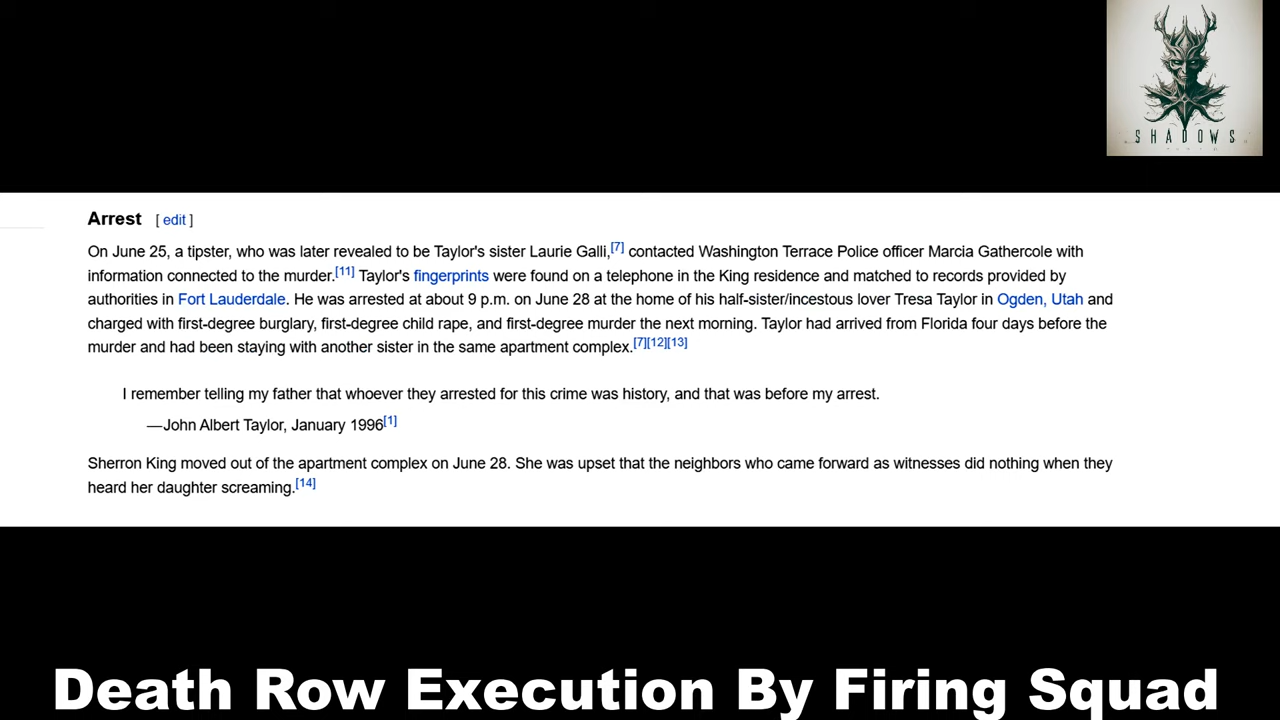 SHADOWS
Arrest [ edit ]
On June 25, a tipster, who was later revealed to be Taylor's sister Laurie Galli,[7] contacted Washington Terrace Police officer Marcia Gathercole with
information connected to the murder.[11] Taylor's fingerprints were found on a telephone in the King residence and matched to records provided by
authorities in Fort Lauderdale. He was arrested at about 9 p.m. on June 28 at the home of his half-sister/incestous lover Tresa Taylor in Ogden, Utah and
charged with first-degree burglary, first-degree child rape, and first-degree murder the next morning. Taylor had arrived from Florida four days before the
murder and had been staying with another sister in the same apartment complex.[7][12][13]
I remember telling my father that whoever they arrested for this crime was history, and that was before my arrest.
—John Albert Taylor, January 1996[1]
Sherron King moved out of the apartment complex on June 28. She was upset that the neighbors who came forward as witnesses did nothing when they
heard her daughter screaming.[14]
Death Row Execution By Firing Squad